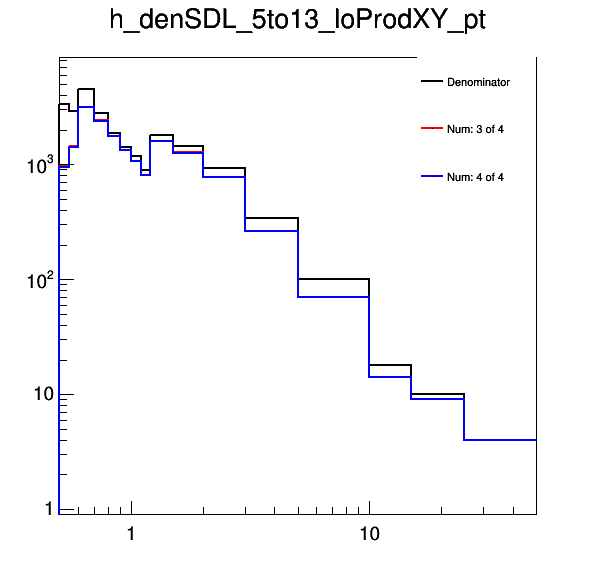 h_denSDL_5to13_loProdXY_pt
Denominator
Num: 3 of 4
Num: 4 of 4
10³
10²
10
1
1 10